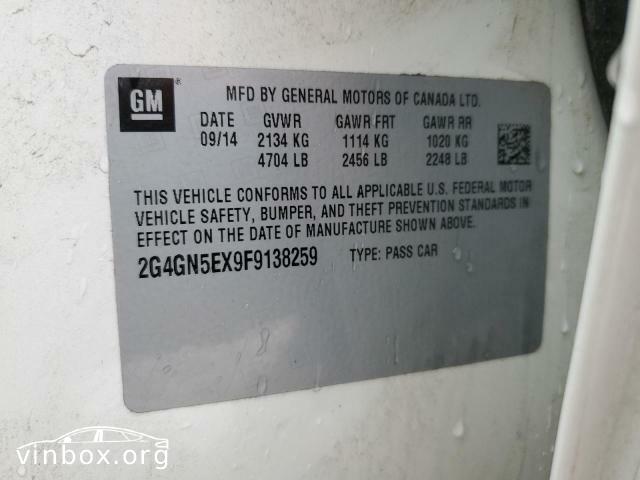 GM
MFD BY GENERAL MOTORS OF CANADA LTD.
DATE GVWR GAWR FRT GAWR RR
09/14 2134 KG 1114 KG 1020 KG
4704 LB 2456 LB 2248 LB
THIS VEHICLE CONFORMS TO ALL APPLICABLE U.S. FEDERAL MOTOR
VEHICLE SAFETY, BUMPER, AND THEFT PREVENTION STANDARDS IN
EFFECT ON THE DATE OF MANUFACTURE SHOWN ABOVE.
2G4GN5EX9F9138259 TYPE: PASS CAR
vinbox.org